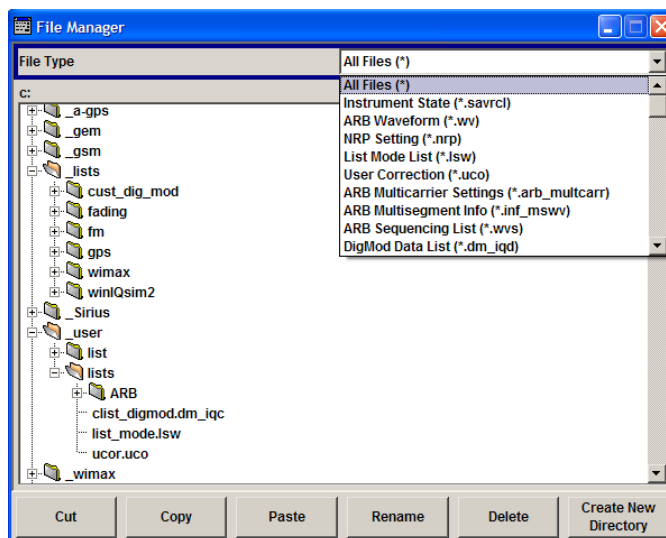 File Manager
File Type
All Files (*)
All Files (*)
Instrument State (*.savrcl)
ARB Waveform (*.wv)
NRP Setting (*.nrp)
List Mode List (*.lsw)
User Correction (*.uco)
ARB Multicarrier Settings (*.arb_multcarr)
ARB Multisegment Info (*.inf_mswv)
ARB Sequencing List (*.wvs)
DigMod Data List (*.dm_iqd)
c:
_a-gps
_gem
_gsm
_lists
cust_dig_mod
fading
fm
gps
wimax
winIQsim2
_Sirius
_user
list
lists
ARB
clist_digmod.dm_iqc
list_mode.lsw
ucor.uco
_wimax
Cut
Copy
Paste
Rename
Delete
Create New
Directory